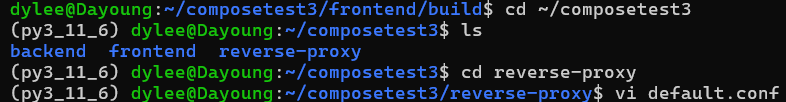 dylee@Dayoung:~/composetest3/frontend/build$ cd ~/composetest3
(py3_11_6) dylee@Dayoung:~/composetest3$ ls
backend  frontend  reverse-proxy
(py3_11_6) dylee@Dayoung:~/composetest3$ cd reverse-proxy
(py3_11_6) dylee@Dayoung:~/composetest3/reverse-proxy$ vi default.conf